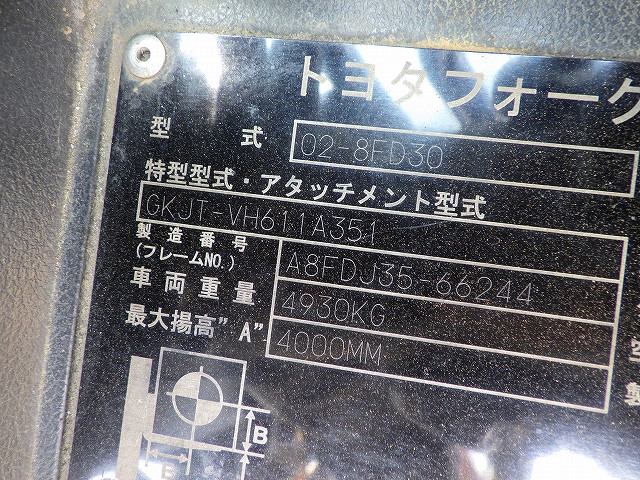 トヨタフォーク
型 式 02-8FD30
特型型式・アタッチメント型式
GKJT-VH611A351
製造番号
(フレームNO.) A8FDJ35-66244
車両重量 4930KG
最大揚高"A" 4000MM
B
B